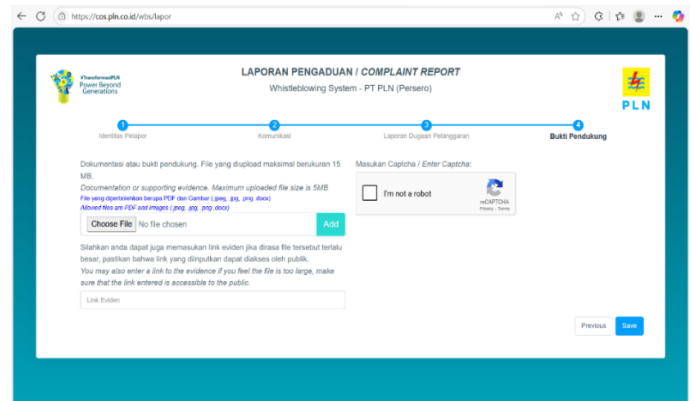 https://cos.pln.co.id/wbs/lapor
#TransformasiPLN
Power Beyond
Generations
LAPORAN PENGADUAN / COMPLAINT REPORT
Whistleblowing System - PT PLN (Persero)
PLN
1
2
3
4
Identitas Pelapor
Komunikasi
Laporan Dugaan Pelanggaran
Bukti Pendukung
Dokumentasi atau bukti pendukung. File yang diupload maksimal berukuran 15
MB.
Documentation or supporting evidence. Maximum uploaded file size is 5MB
File yang diperbolehkan berupa PDF dan Gambar (.jpeg, .jpg, .png, .docx)
Allowed files are PDF and images (.jpeg, .jpg, .png, .docx)
Choose File No file chosen
Add
Silahkan anda dapat juga memasukan link eviden jika dirasa file tersebut terlalu
besar, pastikan bahwa link yang diinputkan dapat diakses oleh publik.
You may also enter a link to the evidence if you feel the file is too large, make
sure that the link entered is accessible to the public.
Link Eviden
Masukan Captcha / Enter Captcha:
I'm not a robot
reCAPTCHA
Privacy - Terms
Previous
Save